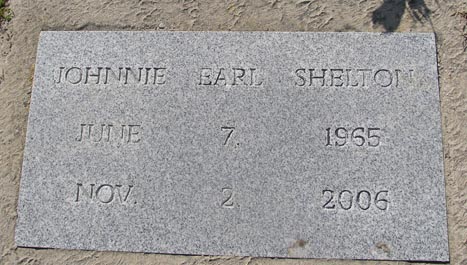 JOHNNIE EARL SHELTON
JUNE 7. 1965
NOV. 2 2006